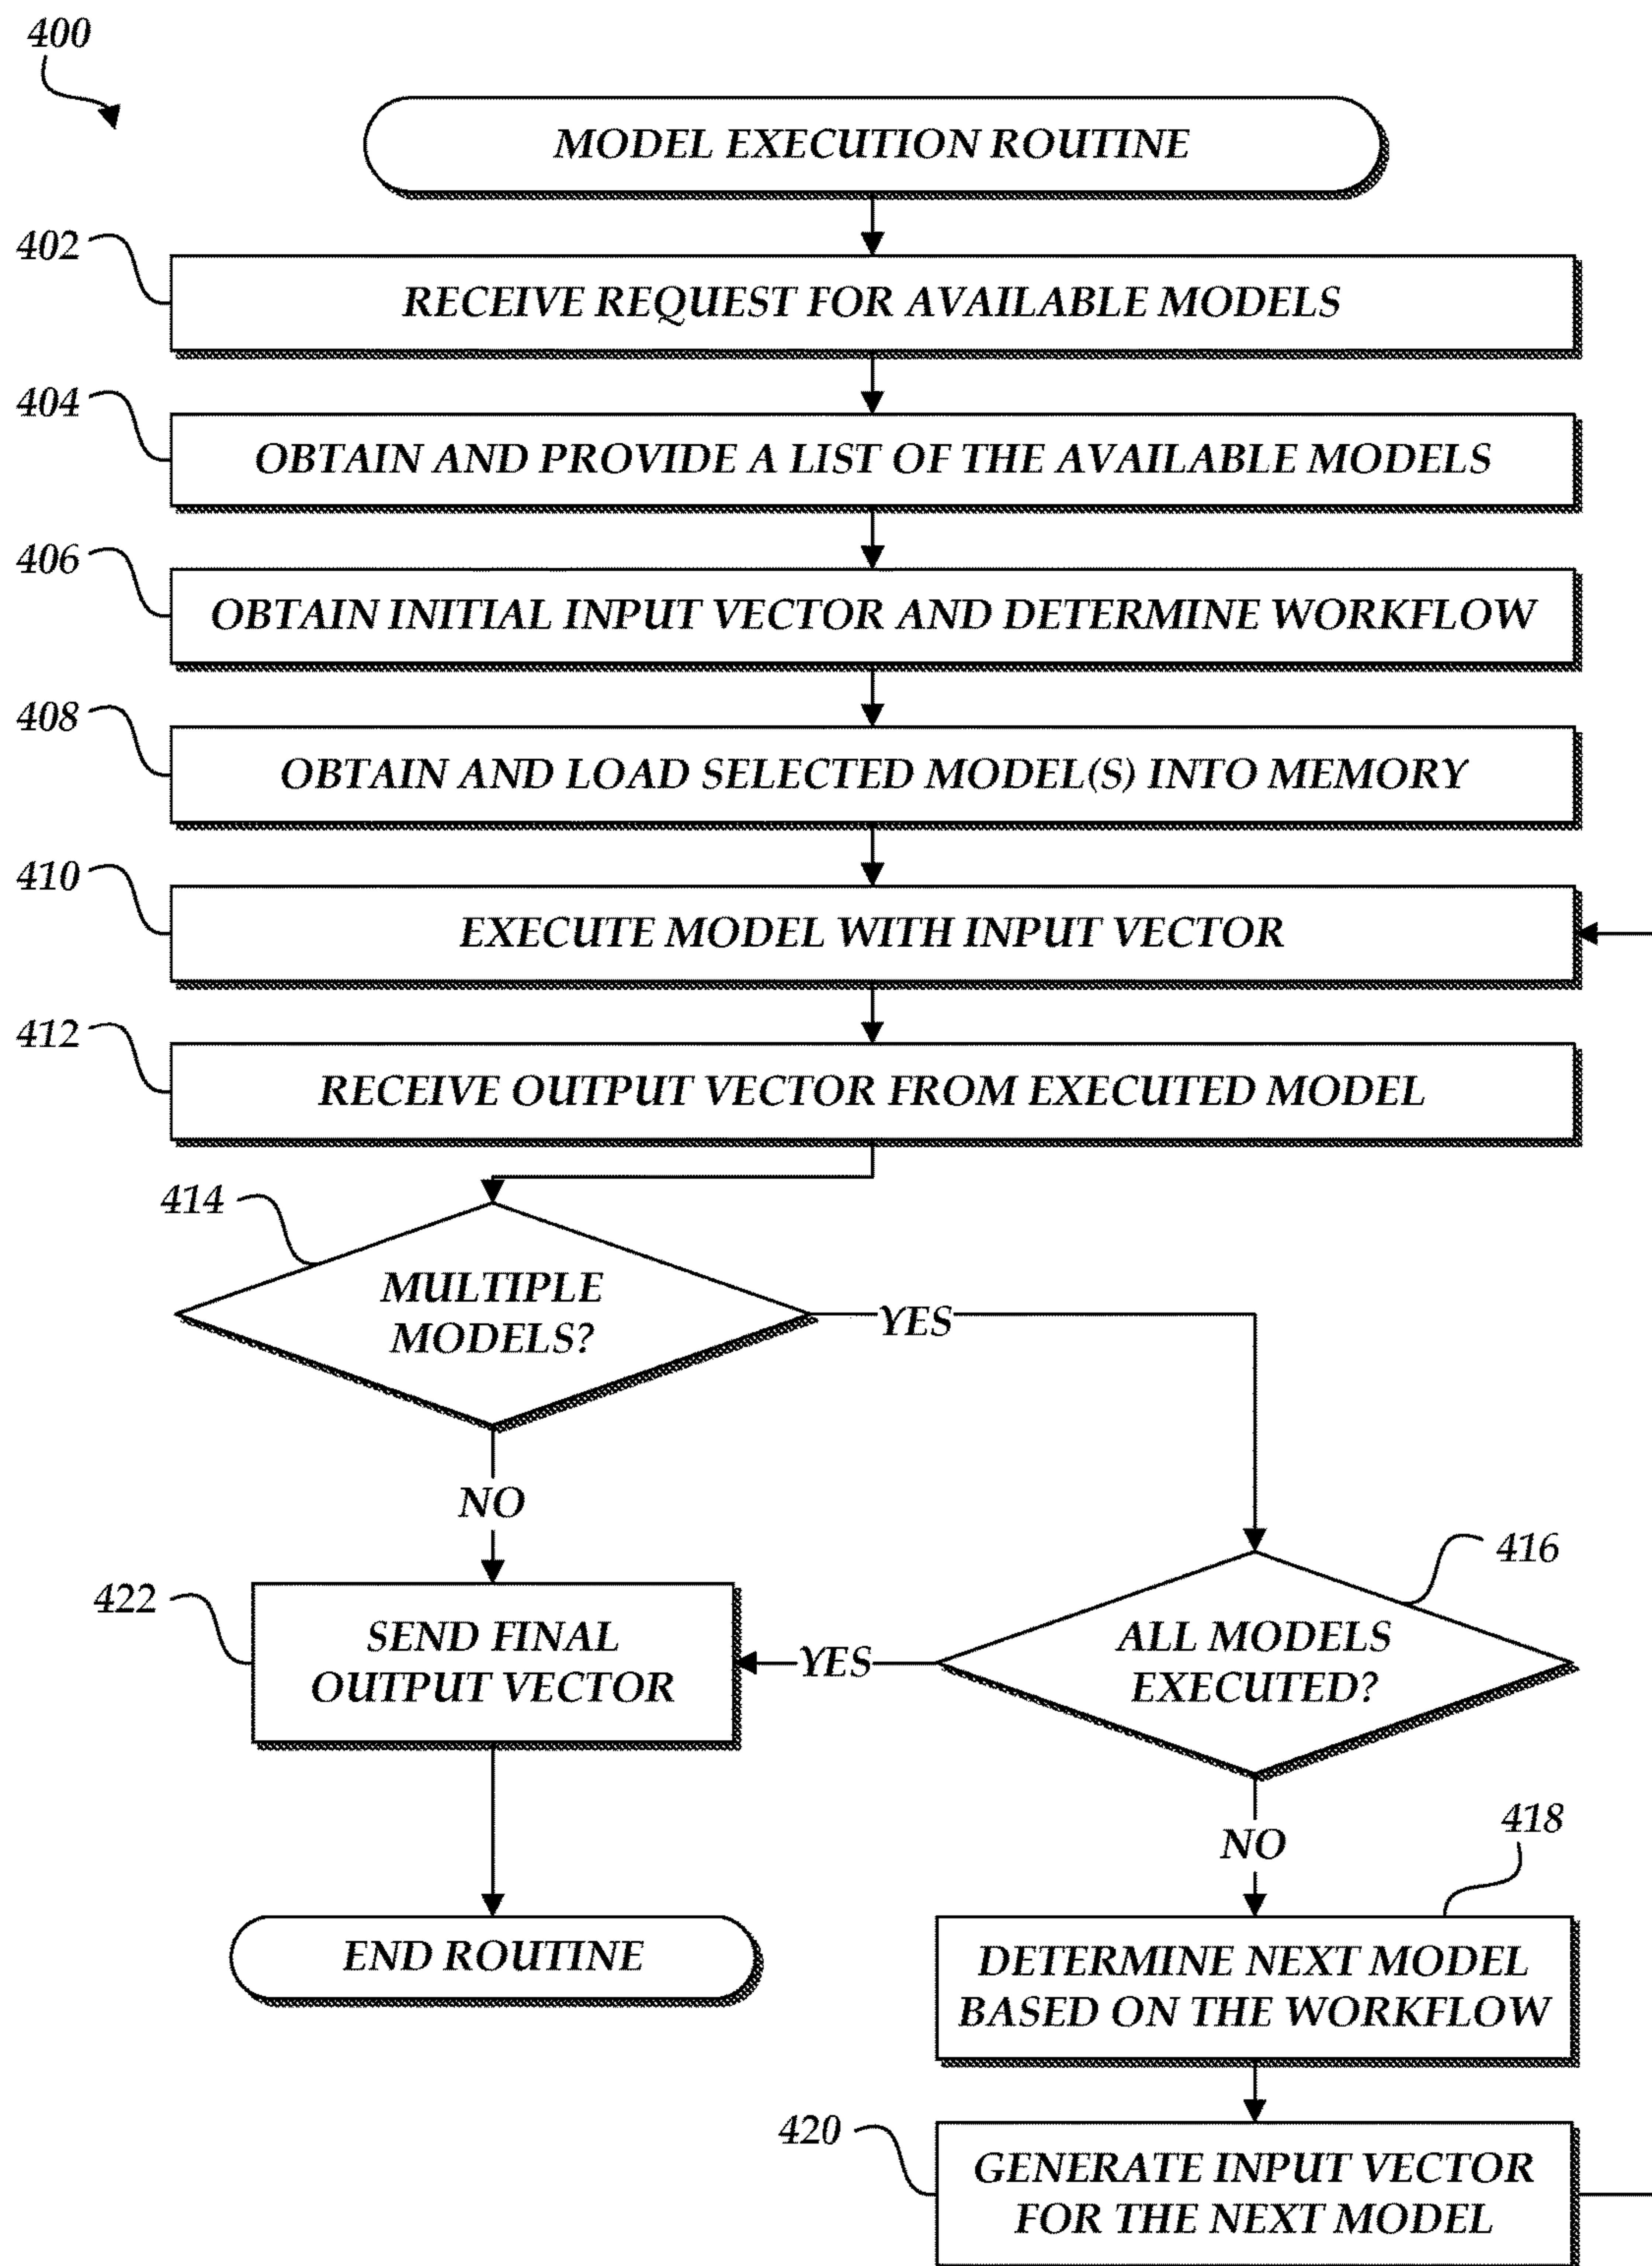 400
MODEL EXECUTION ROUTINE
402
RECEIVE REQUEST FOR AVAILABLE MODELS
404
OBTAIN AND PROVIDE A LIST OF THE AVAILABLE MODELS
406
OBTAIN INITIAL INPUT VECTOR AND DETERMINE WORKFLOW
408
OBTAIN AND LOAD SELECTED MODEL(S) INTO MEMORY
410
EXECUTE MODEL WITH INPUT VECTOR
412
RECEIVE OUTPUT VECTOR FROM EXECUTED MODEL
414
MULTIPLE
MODELS?
YES
NO
416
ALL MODELS
EXECUTED?
YES
422
SEND FINAL
OUTPUT VECTOR
NO
418
END ROUTINE
DETERMINE NEXT MODEL
BASED ON THE WORKFLOW
420
GENERATE INPUT VECTOR
FOR THE NEXT MODEL